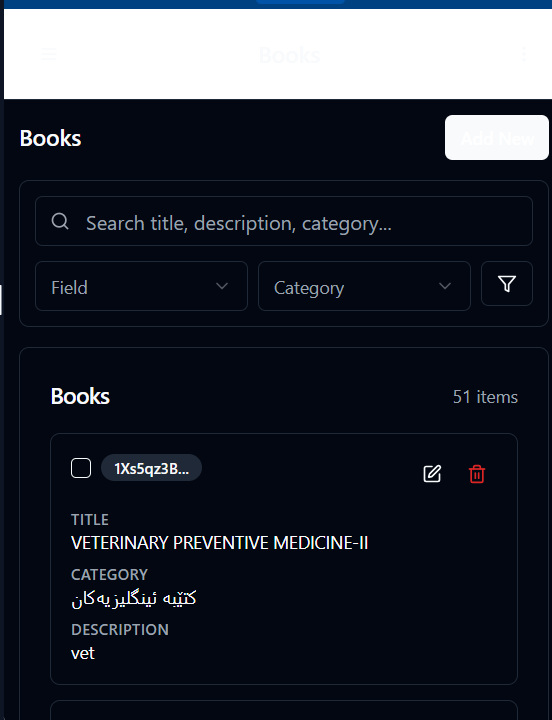 Books
Books
Add New
Search title, description, category...
Field
Category
Books
51 items
1Xs5qz3B...
TITLE
VETERINARY PREVENTIVE MEDICINE-II
CATEGORY
کتێبە ئینگلیزیەکان
DESCRIPTION
vet